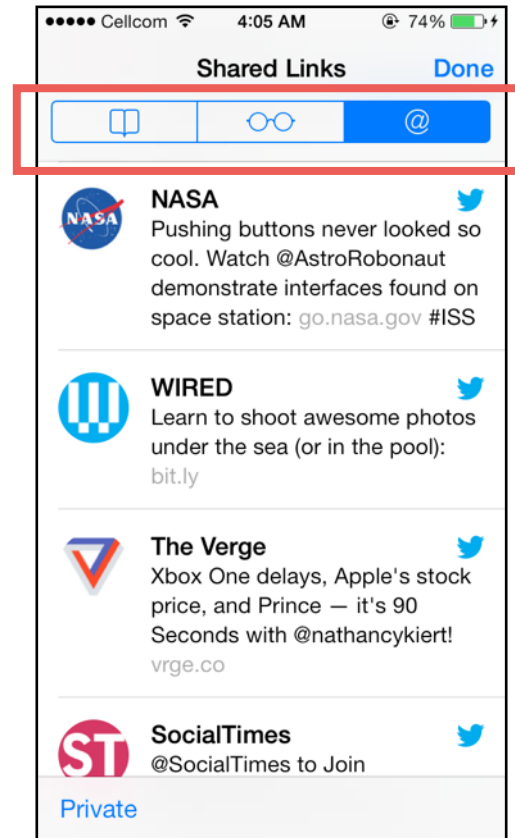 Cellcom 4:05 AM 74%
Shared Links Done
@
NASA NASA
Pushing buttons never looked so
cool. Watch @AstroRobonaut
demonstrate interfaces found on
space station: go.nasa.gov #ISS
WIRED
Learn to shoot awesome photos
under the sea (or in the pool):
bit.ly
The Verge
Xbox One delays, Apple's stock
price, and Prince — it's 90
Seconds with @nathancykiert!
vrge.co
ST SocialTimes
@SocialTimes to Join
Private